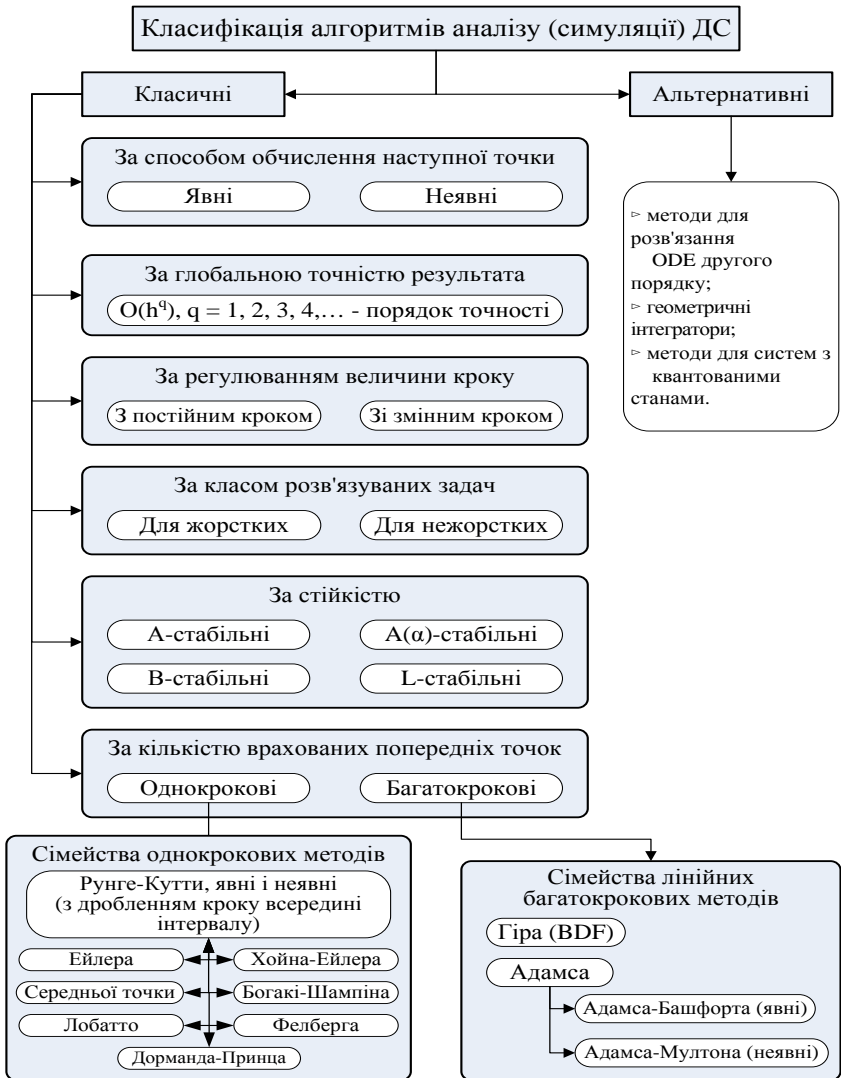 Класифікація алгоритмів аналізу (симуляції) ДС
Класичні
Альтернативні
За способом обчислення наступної точки
Явні
Неявні
▻ методи для
розв'язання
ODE другого
порядку;
▻ геометричні
інтегратори;
▻ методи для систем з
квантованими
станами.
За глобальною точністю результата
O(h^q), q = 1, 2, 3, 4,… - порядок точності
За регулюванням величини кроку
З постійним кроком
Зі змінним кроком
За класом розв'язуваних задач
Для жорстких
Для нежорстких
За стійкістю
А-стабільні
А(α)-стабільні
В-стабільні
L-стабільні
За кількістю врахованих попередніх точок
Однокрокові
Багатокрокові
Сімейства однокрокових методів
Рунге-Кутти, явні і неявні
(з дробленням кроку всередині
інтервалу)
Ейлера
Хойна-Ейлера
Середньої точки
Богакі-Шампіна
Лобатто
Фелберга
Дорманда-Принца
Сімейства лінійних
багатокрокових методів
Гіра (BDF)
Адамса
Адамса-Башфорта (явні)
Адамса-Мултона (неявні)